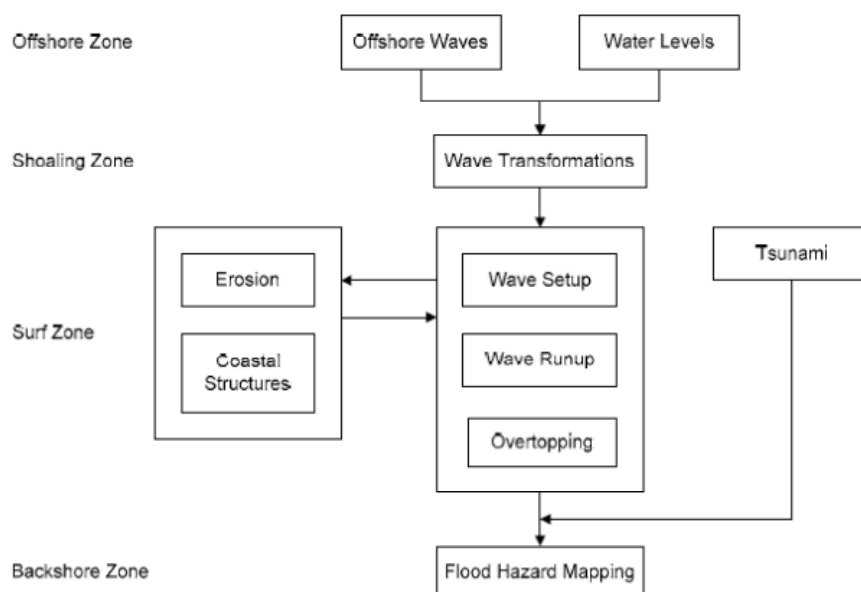 Offshore Zone
Offshore Waves
Water Levels
Shoaling Zone
Wave Transformations
Erosion
Wave Setup
Tsunami
Surf Zone
Coastal
Structures
Wave Runup
Overtopping
Backshore Zone
Flood Hazard Mapping